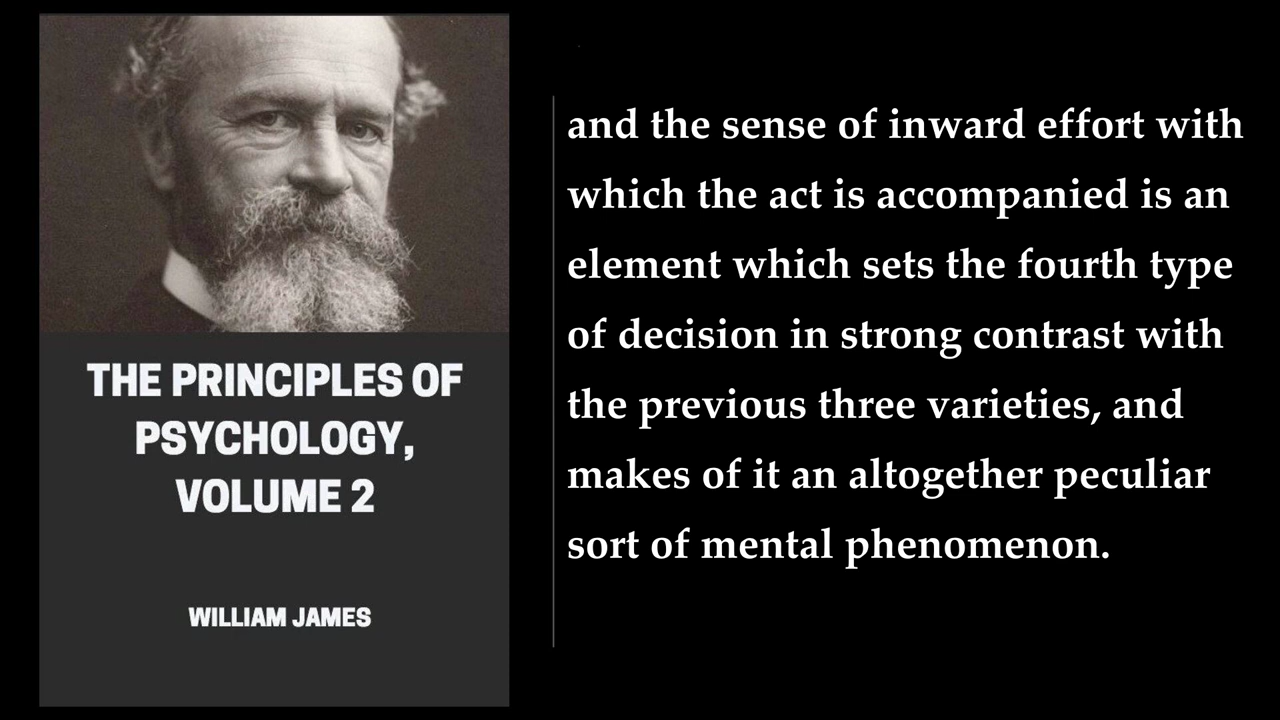 THE PRINCIPLES OF
PSYCHOLOGY,
VOLUME 2
WILLIAM JAMES
and the sense of inward effort with
which the act is accompanied is an
element which sets the fourth type
of decision in strong contrast with
the previous three varieties, and
makes of it an altogether peculiar
sort of mental phenomenon.